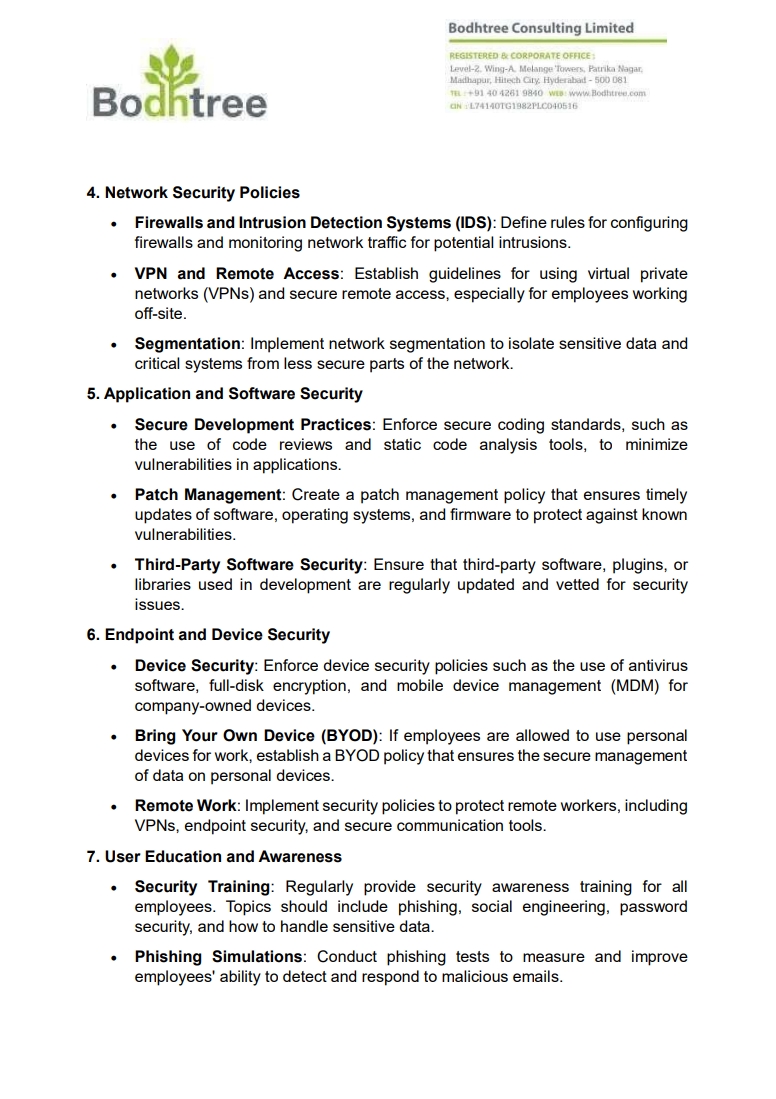 Bodhtree
Bodhtree Consulting Limited
REGISTERED & CORPORATE OFFICE :
Level-2, Wing-A, Melange Towers, Patrika Nagar,
Madhapur, Hitech City, Hyderabad - 500 081
TEL : +91 40 4261 9840 WEB: www.Bodhtree.com
CIN : L74140TG1982PLC040516
4. Network Security Policies
• Firewalls and Intrusion Detection Systems (IDS): Define rules for configuring
firewalls and monitoring network traffic for potential intrusions.
• VPN and Remote Access: Establish guidelines for using virtual private
networks (VPNs) and secure remote access, especially for employees working
off-site.
• Segmentation: Implement network segmentation to isolate sensitive data and
critical systems from less secure parts of the network.
5. Application and Software Security
• Secure Development Practices: Enforce secure coding standards, such as
the use of code reviews and static code analysis tools, to minimize
vulnerabilities in applications.
• Patch Management: Create a patch management policy that ensures timely
updates of software, operating systems, and firmware to protect against known
vulnerabilities.
• Third-Party Software Security: Ensure that third-party software, plugins, or
libraries used in development are regularly updated and vetted for security
issues.
6. Endpoint and Device Security
• Device Security: Enforce device security policies such as the use of antivirus
software, full-disk encryption, and mobile device management (MDM) for
company-owned devices.
• Bring Your Own Device (BYOD): If employees are allowed to use personal
devices for work, establish a BYOD policy that ensures the secure management
of data on personal devices.
• Remote Work: Implement security policies to protect remote workers, including
VPNs, endpoint security, and secure communication tools.
7. User Education and Awareness
• Security Training: Regularly provide security awareness training for all
employees. Topics should include phishing, social engineering, password
security, and how to handle sensitive data.
• Phishing Simulations: Conduct phishing tests to measure and improve
employees' ability to detect and respond to malicious emails.